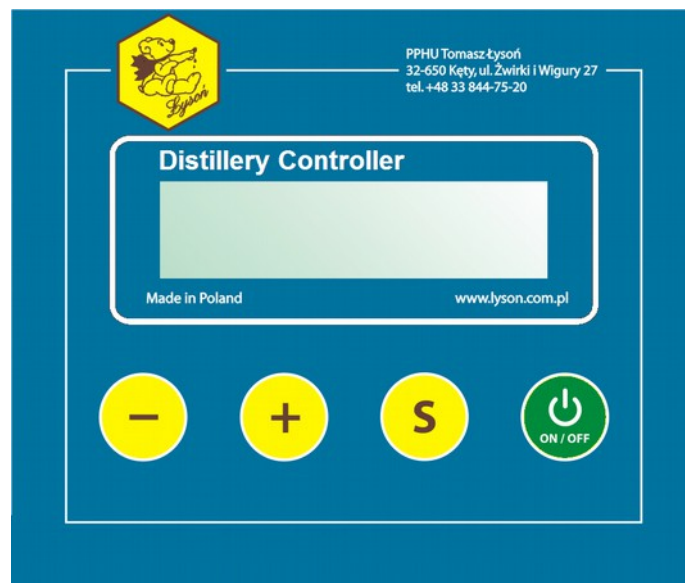 Łysoń
PPHU Tomasz Łysoń
32-650 Kęty, ul. Żwirki i Wigury 27
tel. +48 33 844-75-20
Distillery Controller
Made in Poland
www.lyson.com.pl
-
+
S
ON / OFF